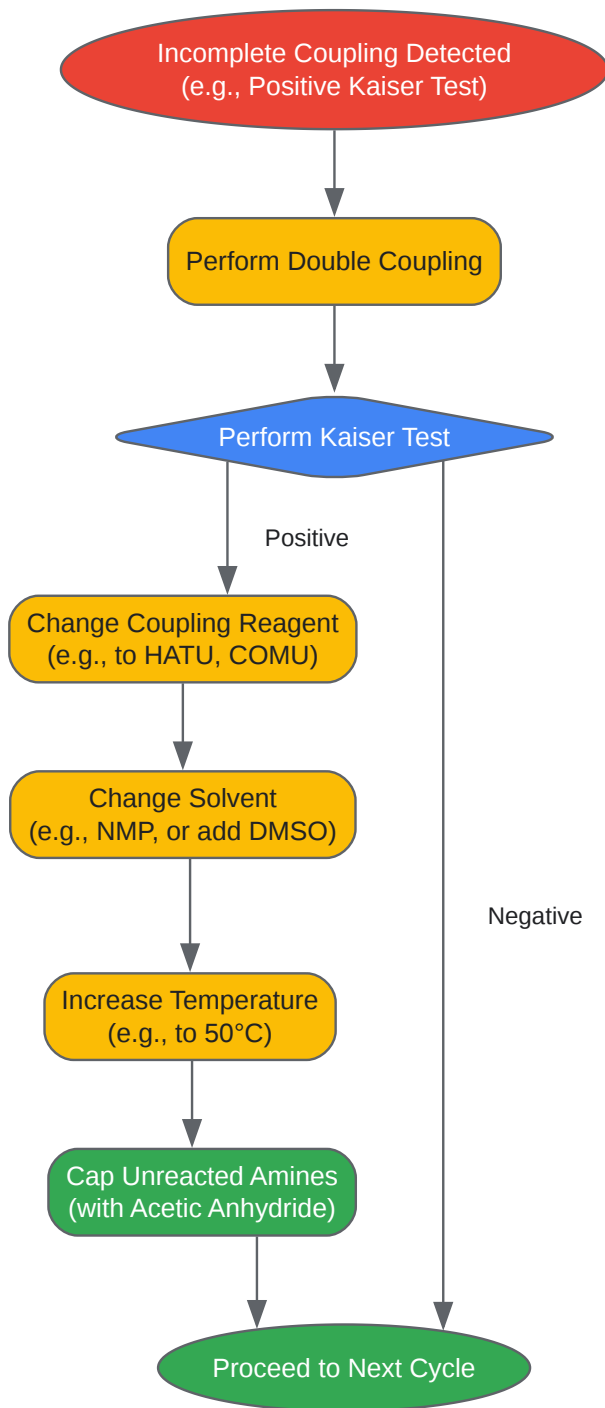 Incomplete Coupling Detected
(e.g., Positive Kaiser Test)
Perform Double Coupling
Perform Kaiser Test
Positive
Change Coupling Reagent
(e.g., to HATU, COMU)
Change Solvent
(e.g., NMP, or add DMSO)
Negative
Increase Temperature
(e.g., to 50°C)
Cap Unreacted Amines
(with Acetic Anhydride)
Proceed to Next Cycle